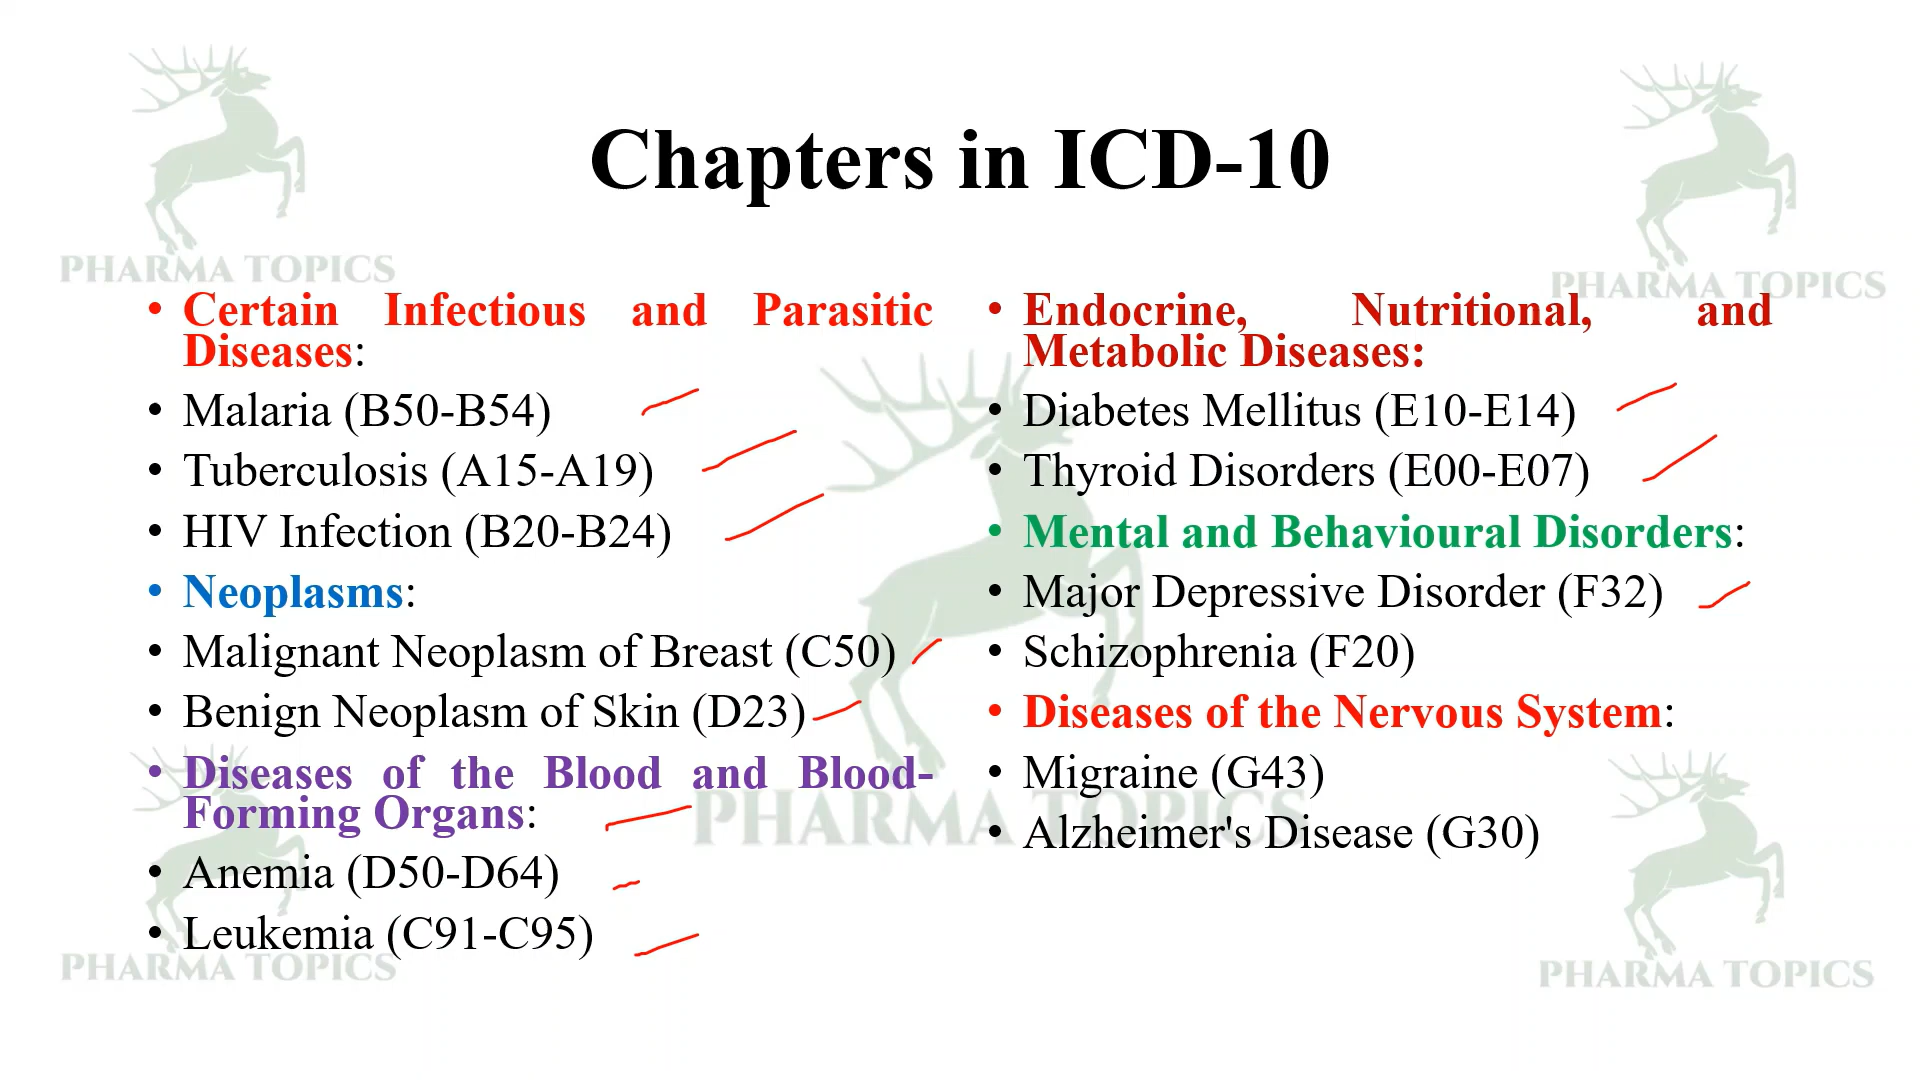 Chapters in ICD-10
PHARMA TOPICS
PHARMA TOPICS
• Certain Infectious and Parasitic
Diseases:
• Malaria (B50-B54)
• Tuberculosis (A15-A19)
• HIV Infection (B20-B24)
• Neoplasms:
• Malignant Neoplasm of Breast (C50)
• Benign Neoplasm of Skin (D23)
• Diseases of the Blood and Blood-
Forming Organs:
• Anemia (D50-D64)
• Leukemia (C91-C95)
• Endocrine, Nutritional, and
Metabolic Diseases:
• Diabetes Mellitus (E10-E14)
• Thyroid Disorders (E00-E07)
• Mental and Behavioural Disorders:
• Major Depressive Disorder (F32)
• Schizophrenia (F20)
• Diseases of the Nervous System:
• Migraine (G43)
• Alzheimer's Disease (G30)
PHARMA TOPICS
PHARMA TOPICS
PHARMA TOPICS